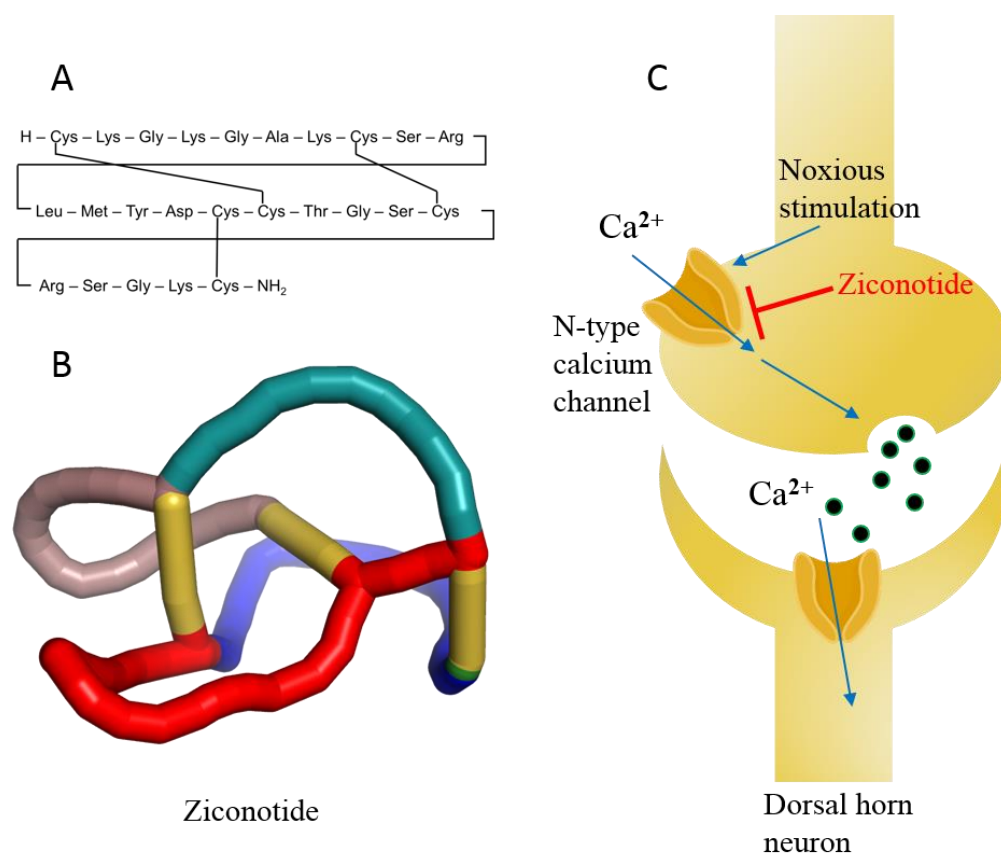 A
H – Cys – Lys – Gly – Lys – Gly – Ala – Lys – Cys – Ser – Arg
Leu – Met – Tyr – Asp – Cys – Cys – Thr – Gly – Ser – Cys
Arg – Ser – Gly – Lys – Cys – NH2
B
Ziconotide
C
Noxious
stimulation
Ca2+
Ziconotide
N-type
calcium
channel
Ca2+
Dorsal horn
neuron